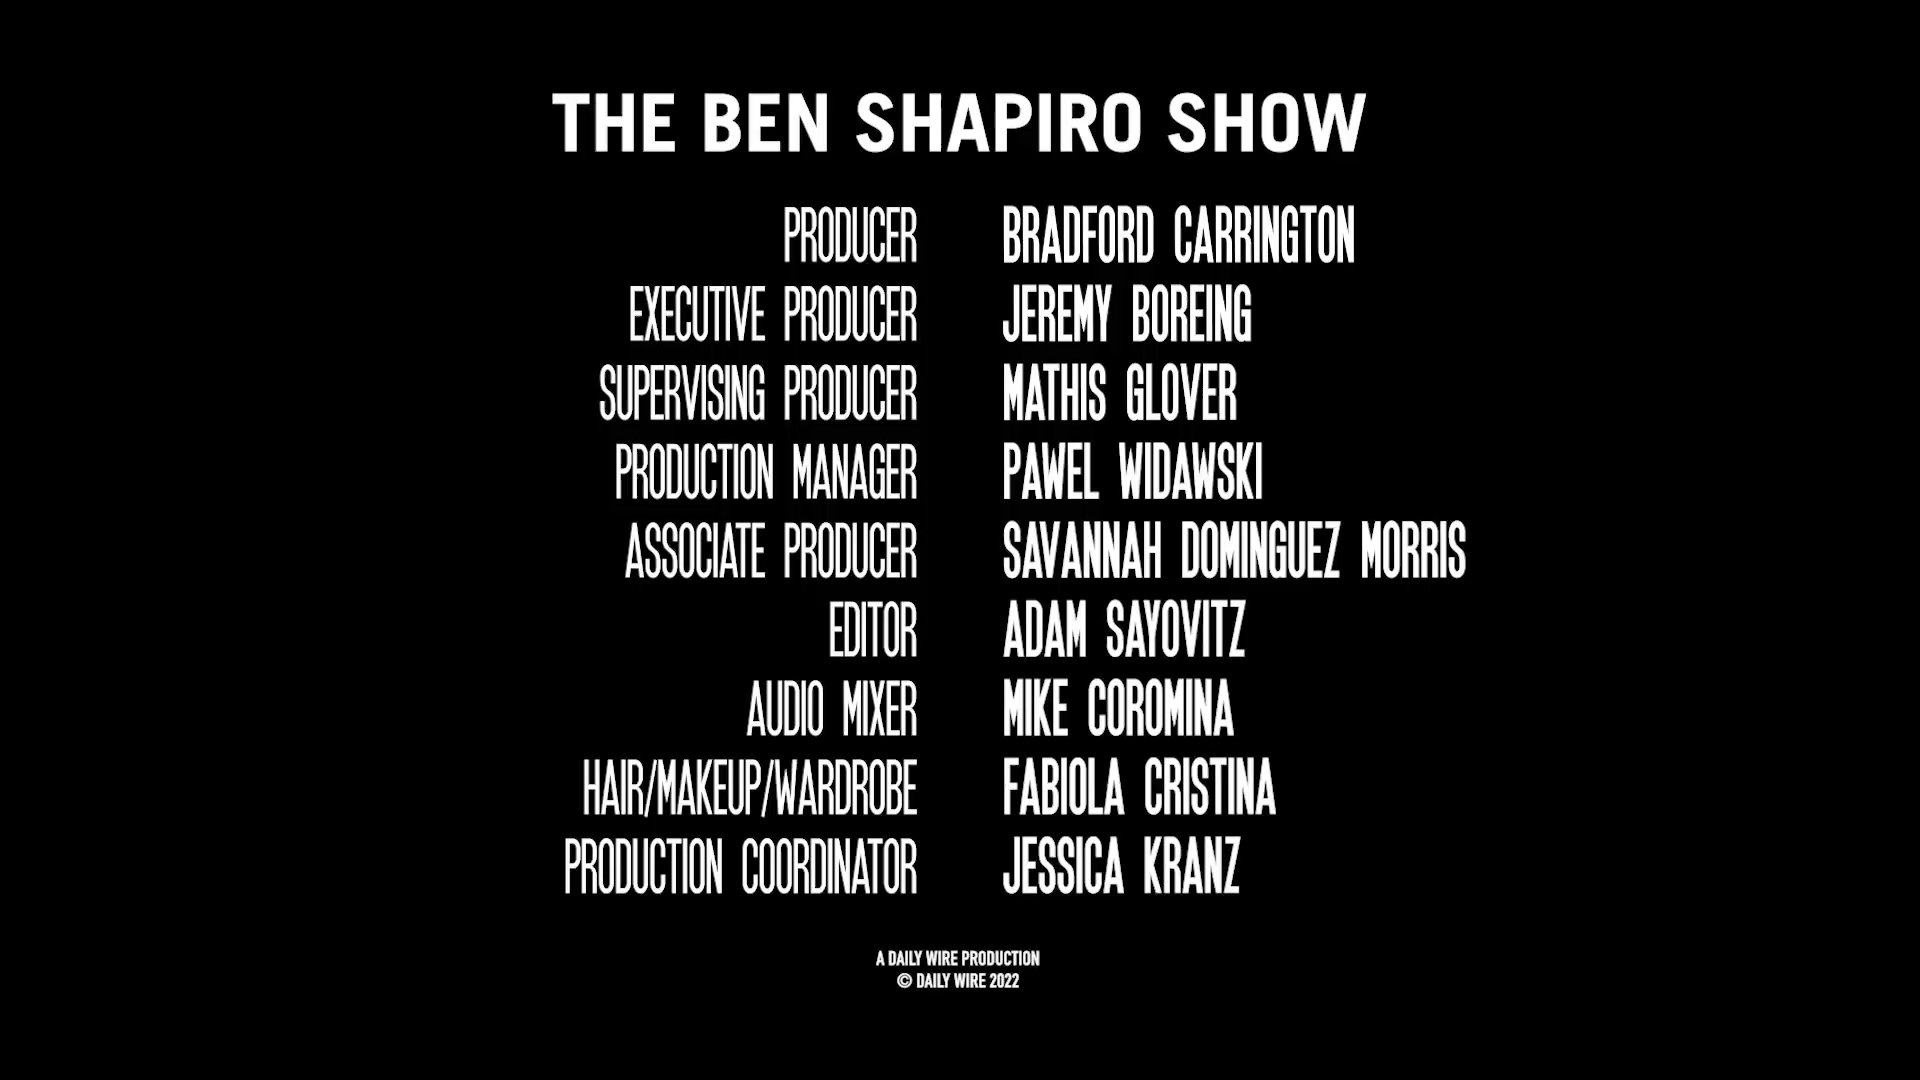 THE BEN SHAPIRO SHOW
PRODUCER BRADFORD CARRINGTON
EXECUTIVE PRODUCER JEREMY BOREING
SUPERVISING PRODUCER MATHIS GLOVER
PRODUCTION MANAGER PAWEL WIDAWSKI
ASSOCIATE PRODUCER SAVANNAH DOMINGUEZ MORRIS
EDITOR ADAM SAYOVITZ
AUDIO MIXER MIKE COROMINA
HAIR/MAKEUP/WARDROBE FABIOLA CRISTINA
PRODUCTION COORDINATOR JESSICA KRANZ
A DAILY WIRE PRODUCTION
© DAILY WIRE 2022